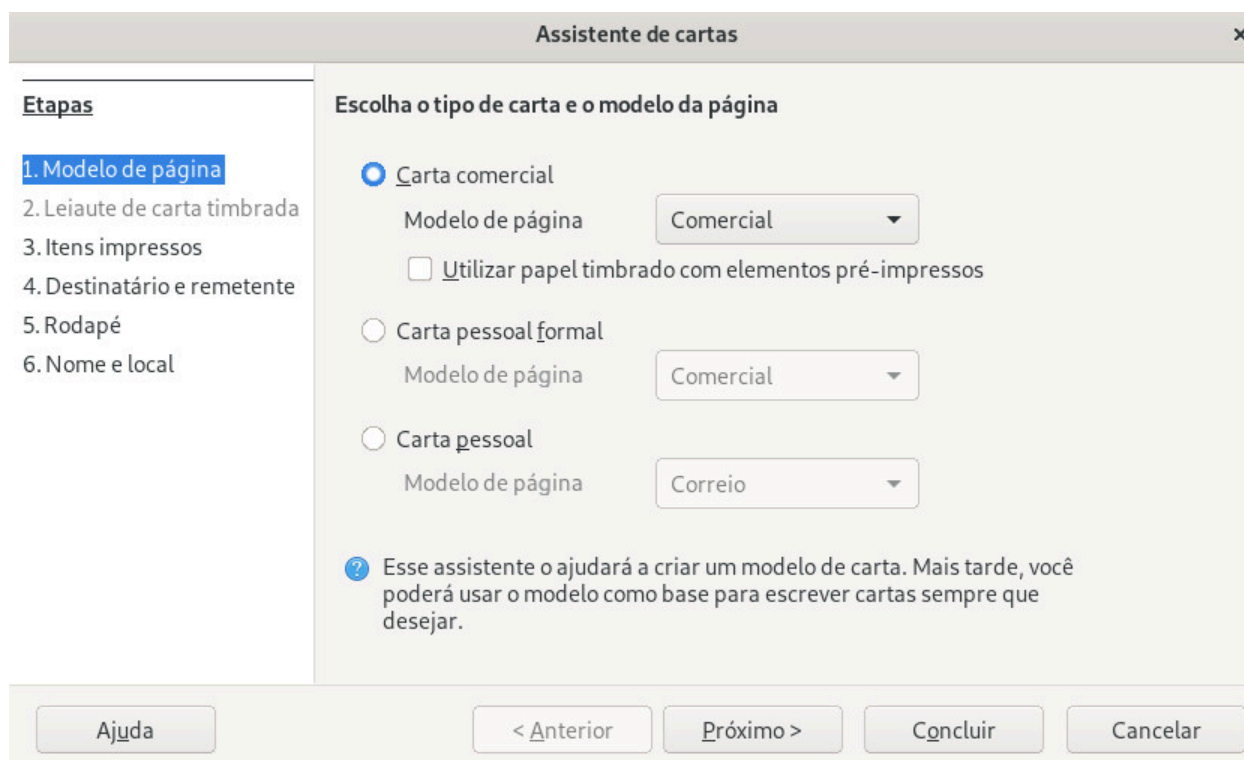 Assistente de cartas
Etapas
1. Modelo de página
2. Leiaute de carta timbrada
3. Itens impressos
4. Destinatário e remetente
5. Rodapé
6. Nome e local
Escolha o tipo de carta e o modelo da página
Carta comercial
Modelo de página Comercial
Utilizar papel timbrado com elementos pré-impressos
Carta pessoal formal
Modelo de página Comercial
Carta pessoal
Modelo de página Correio
Esse assistente o ajudará a criar um modelo de carta. Mais tarde, você
poderá usar o modelo como base para escrever cartas sempre que
desejar.
Ajuda < Anterior Próximo > Concluir Cancelar